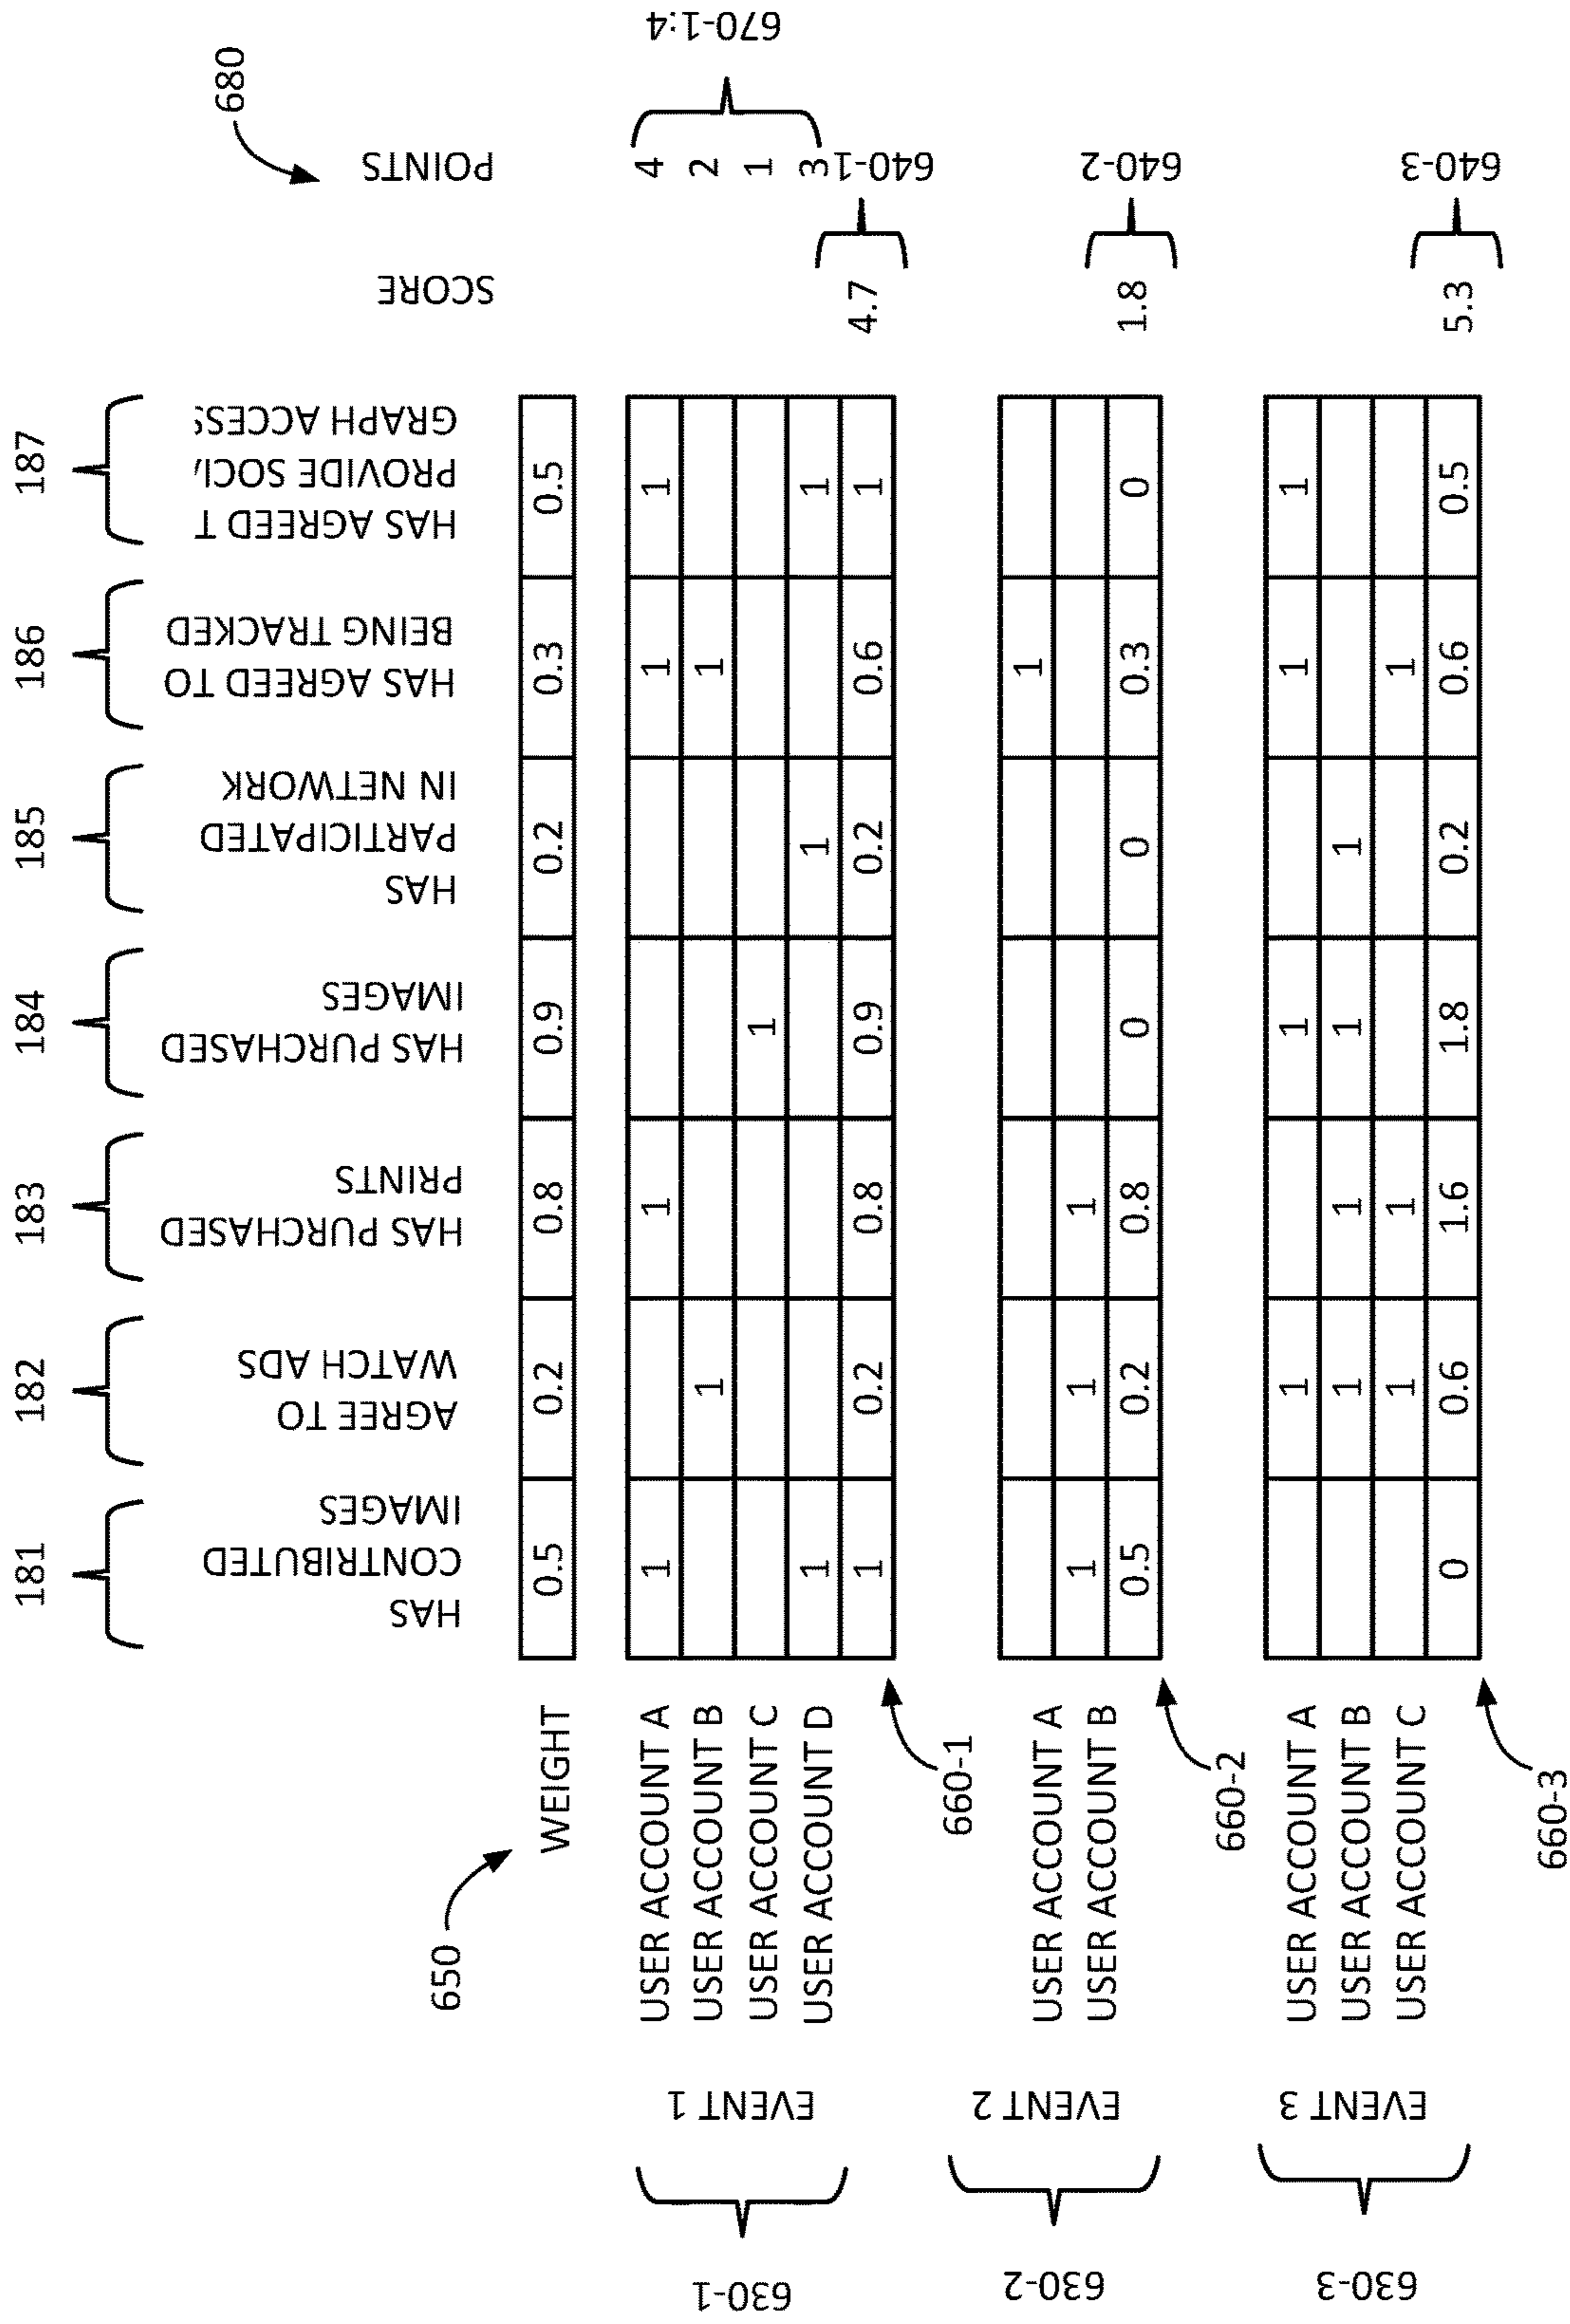 181
182
183
184
185
186
187
680
HAS
CONTRIBUTED
IMAGES
AGREE TO
WATCH ADS
HAS PURCHASED
PRINTS
HAS PURCHASED
IMAGES
HAS
PARTICIPATED
IN NETWORK
HAS AGREED TO
BEING TRACKED
HAS AGREED T
PROVIDE SOCI
GRAPH ACCESS
SCORE
POINTS
650
WEIGHT 0.5 0.2 0.8 0.9 0.2 0.3 0.5
630-1
EVENT 1
USER ACCOUNT A 1 1 1 1 4
USER ACCOUNT B 1 1 2
USER ACCOUNT C 1 1
USER ACCOUNT D 1 1 1 3
670-1:4
1 0.2 0.8 0.9 0.2 0.6 1 4.7
640-1
660-1
630-2
EVENT 2
USER ACCOUNT A 1
USER ACCOUNT B 1 1 1
0.5 0.2 0.8 0 0 0.3 0 1.8
640-2
660-2
630-3
EVENT 3
USER ACCOUNT A 1 1 1 1
USER ACCOUNT B 1 1 1 1
USER ACCOUNT C 1 1 1
0 0.6 1.6 1.8 0.2 0.6 0.5 5.3
640-3
660-3